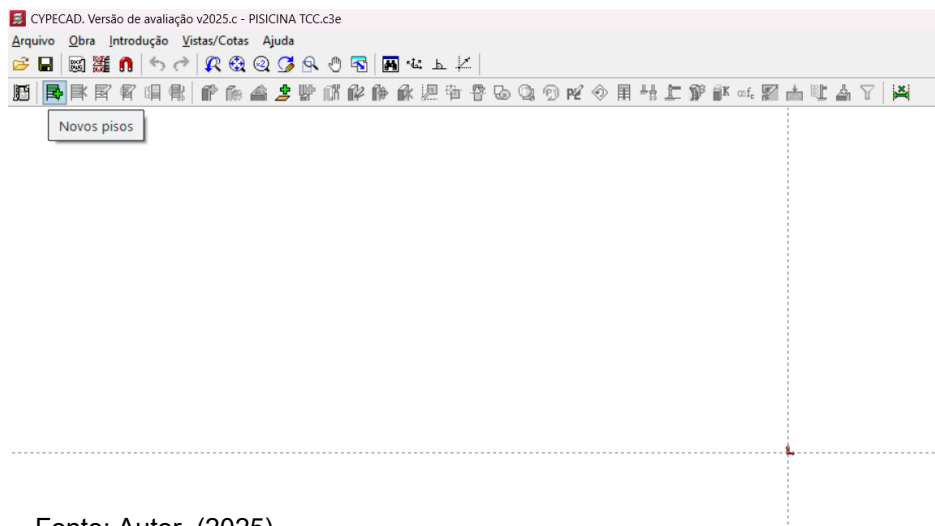 CYPECAD. Versão de avaliação v2025.c - PISICINA TCC.c3e
Arquivo Obra Introdução Vistas/Cotas Ajuda
Novos pisos
Fonte: Autor, (2025)